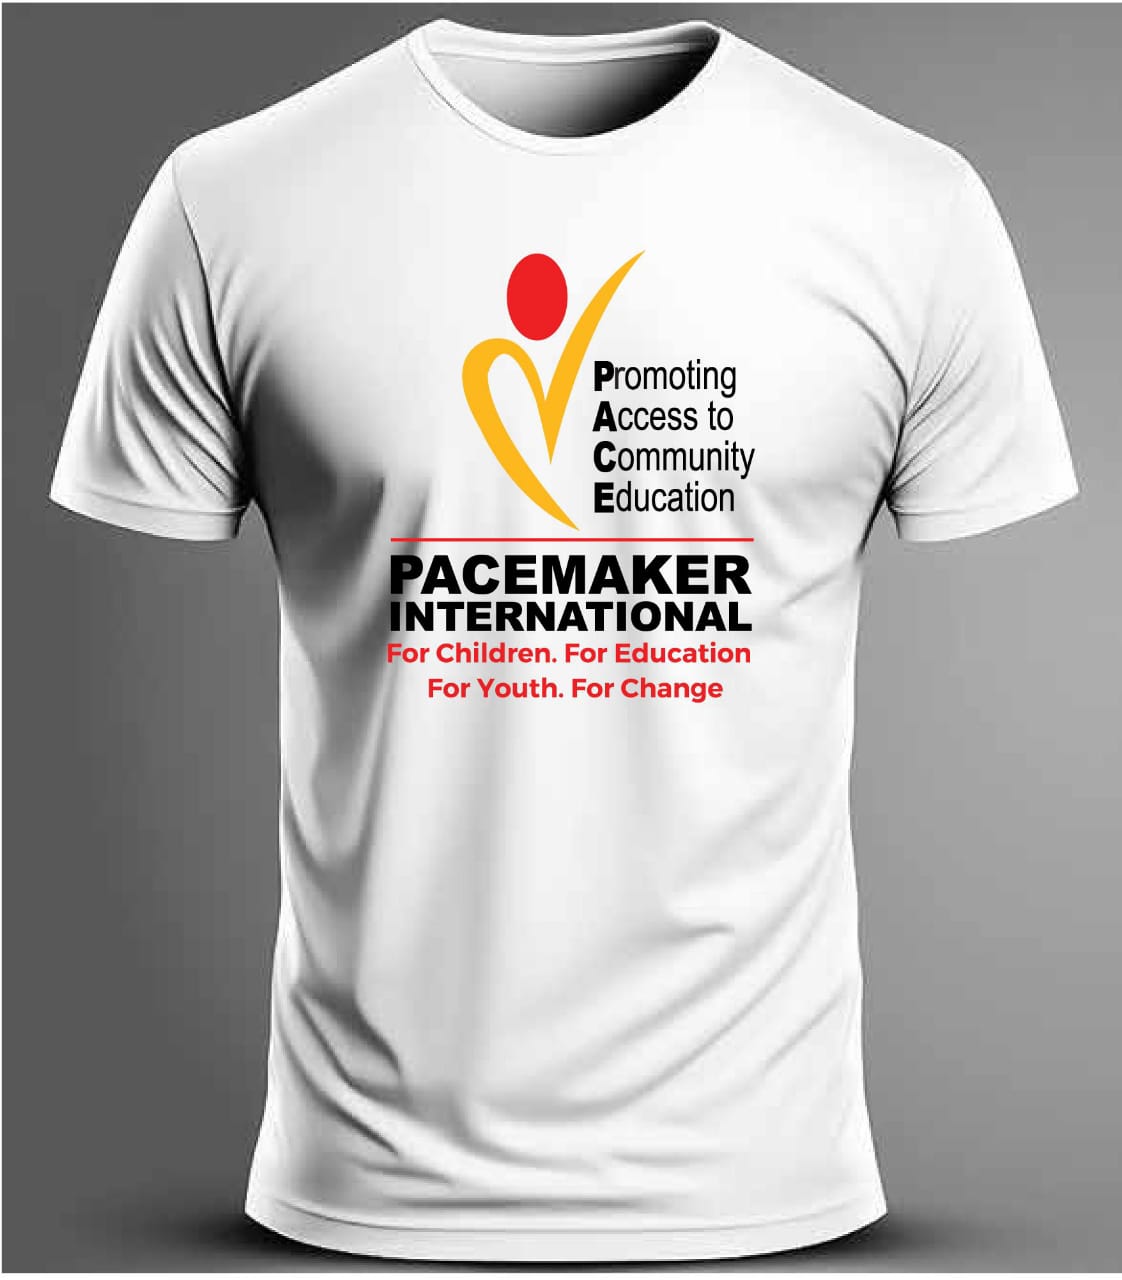 Promoting
Access to
Community
Education
PACEMAKER
INTERNATIONAL
For Children. For Education
For Youth. For Change